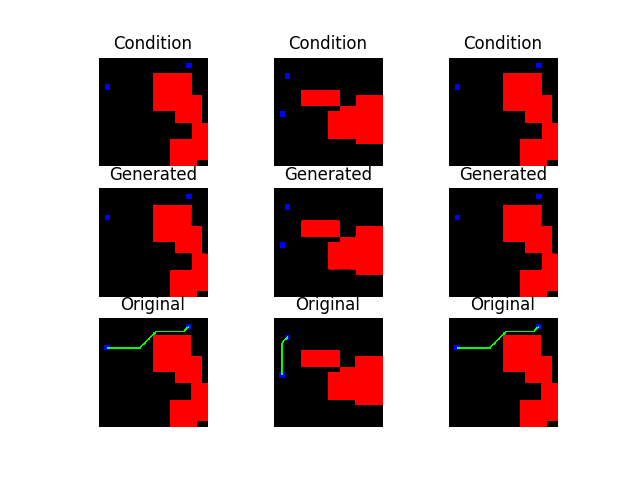 Condition Condition Condition
Generated Generated Generated
Original Original Original